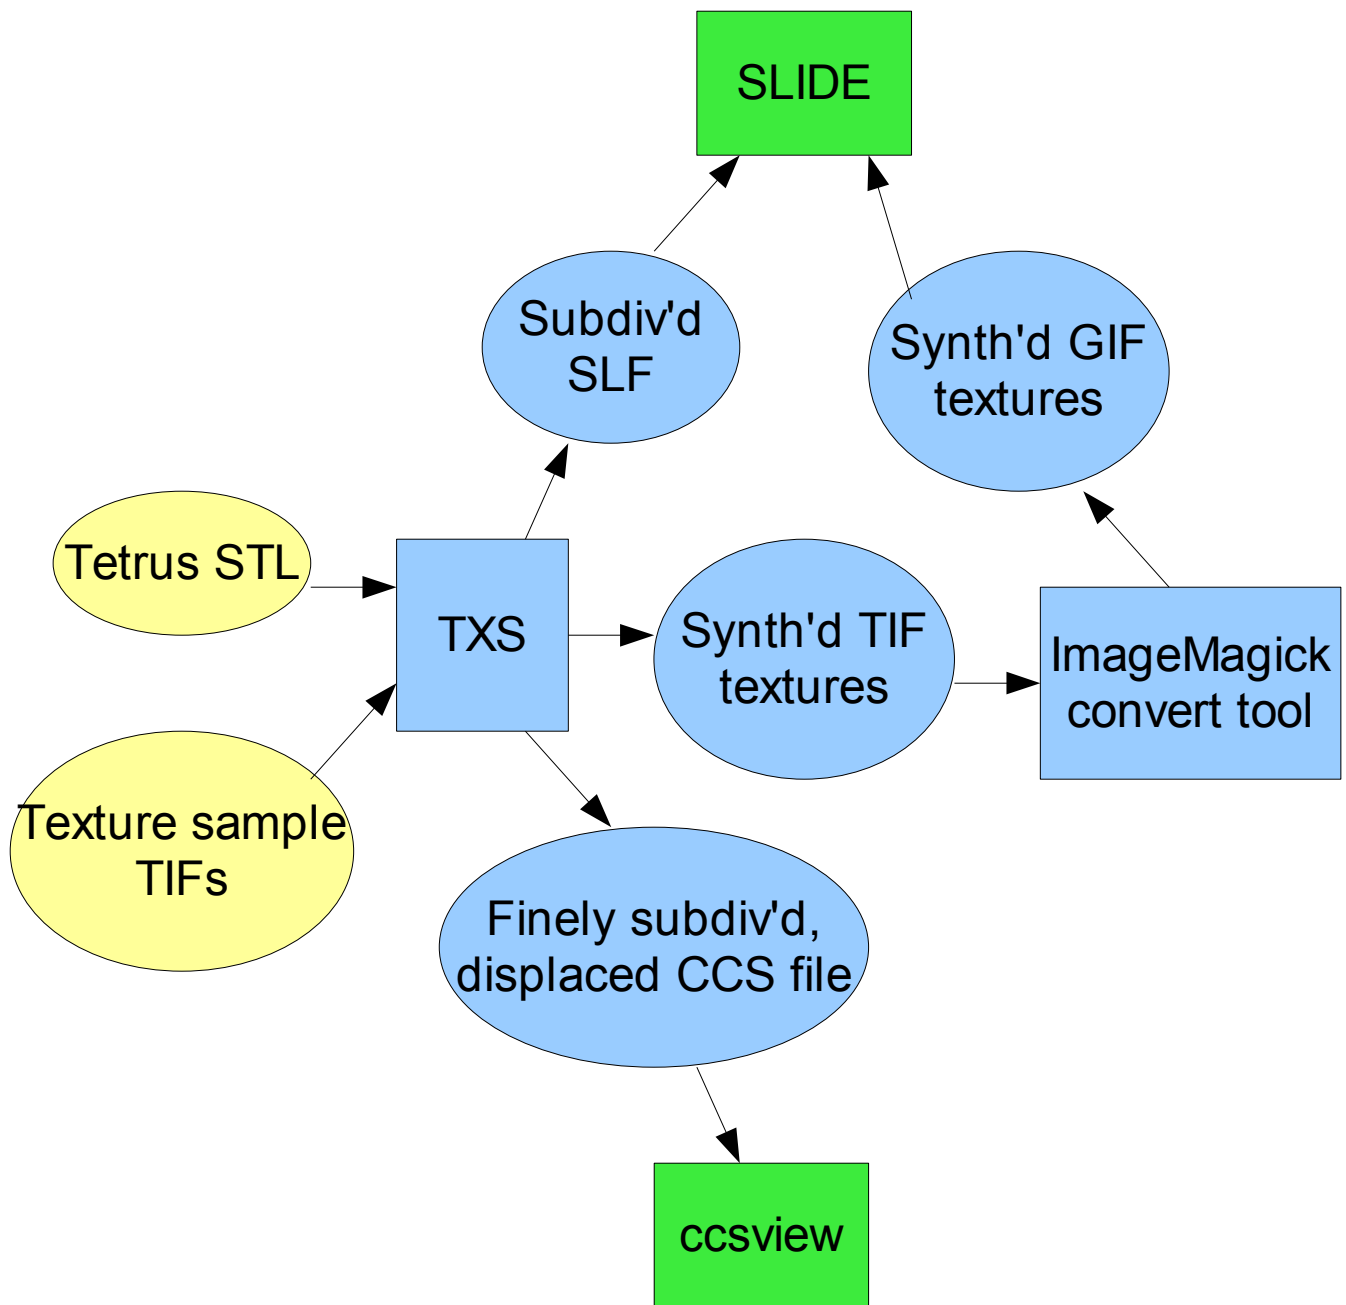 SLIDE
Subdiv'd
SLF
Synth'd GIF
textures
Tetrus STL
TXS
Synth'd TIF
textures
ImageMagick
convert tool
Texture sample
TIFs
Finely subdiv'd,
displaced CCS file
ccsview